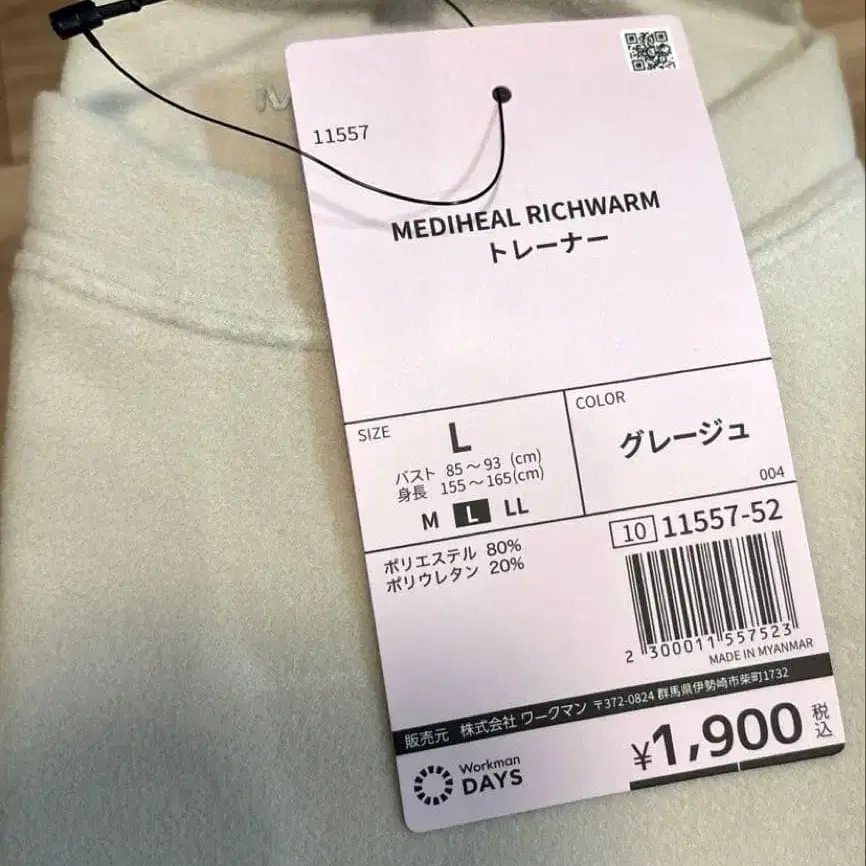 11557
MEDIHEAL RICHWARM
トレーナー
SIZE
L
バスト 85～93 (cm)
身長 155～165(cm)
M L LL
COLOR
グレージュ
004
ポリエステル 80%
ポリウレタン 20%
10 11557-52
2 300011 557523
MADE IN MYANMAR
販売元 株式会社 ワークマン 〒372-0824 群馬県伊勢崎市柴町1732
Workman
DAYS
¥1,900 税込